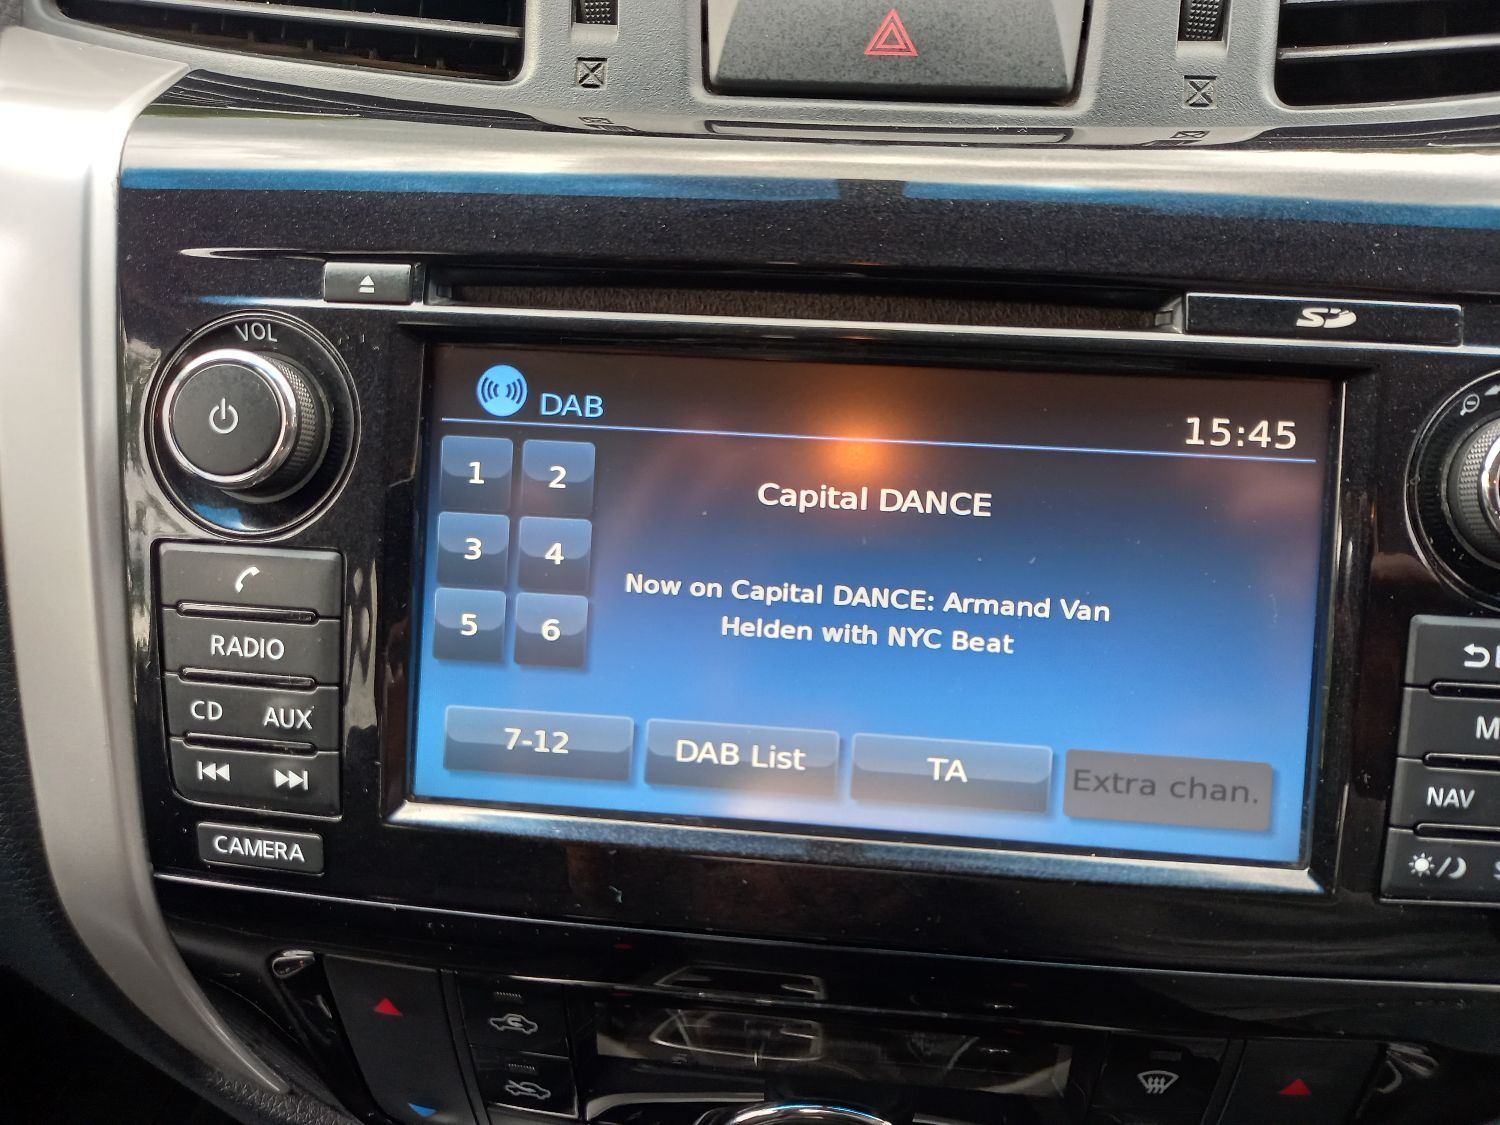 VOL
SD
DAB
15:45
1
2
Capital DANCE
3
4
Now on Capital DANCE: Armand Van
Helden with NYC Beat
5
6
RADIO
CD AUX
7-12
DAB List
TA
Extra chan.
NAV
CAMERA